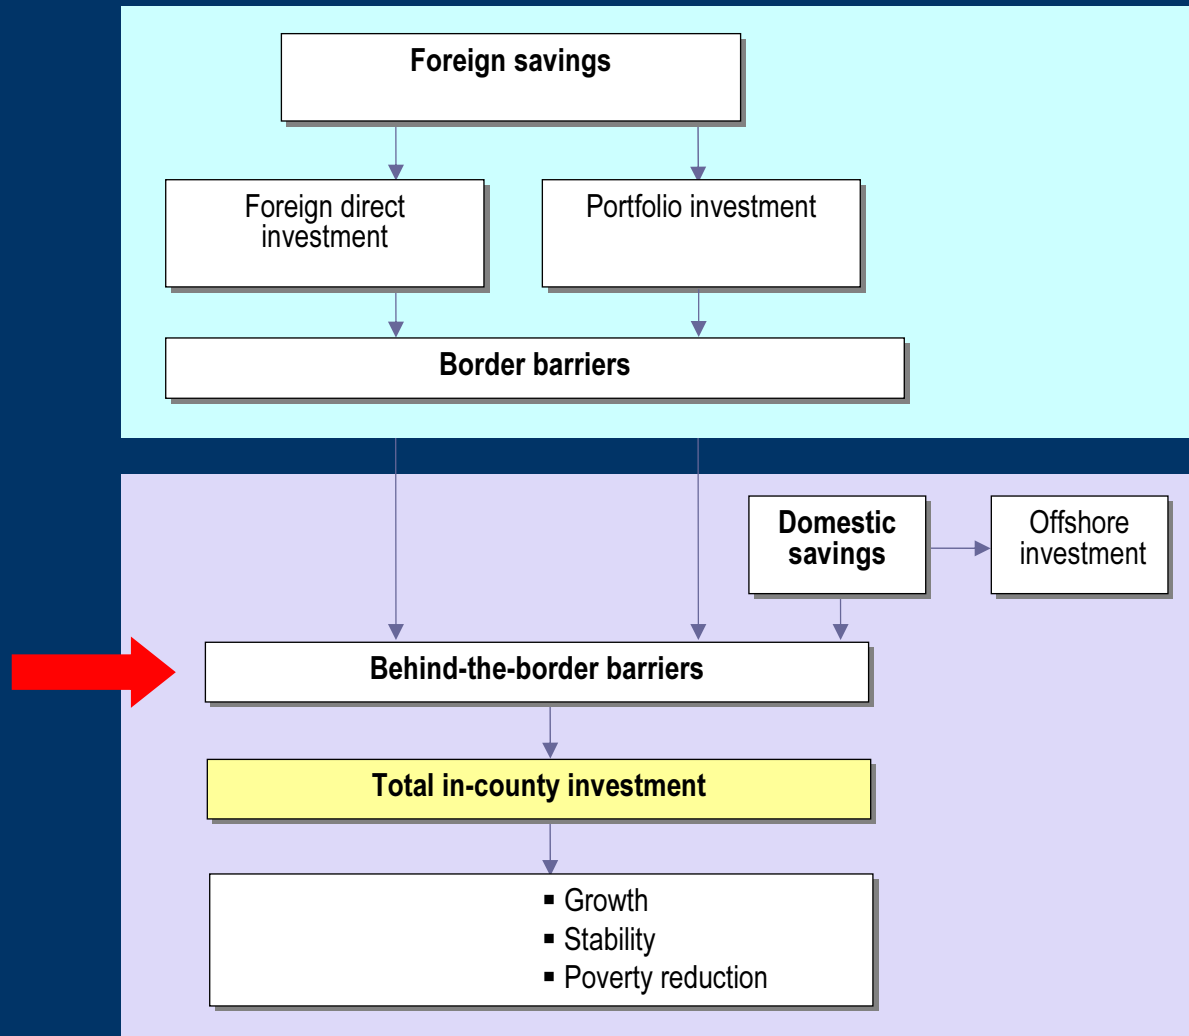 Foreign savings
Foreign direct
investment
Portfolio investment
Border barriers
Domestic
savings
Offshore
investment
Behind-the-border barriers
Total in-county investment
▪ Growth
▪ Stability
▪ Poverty reduction